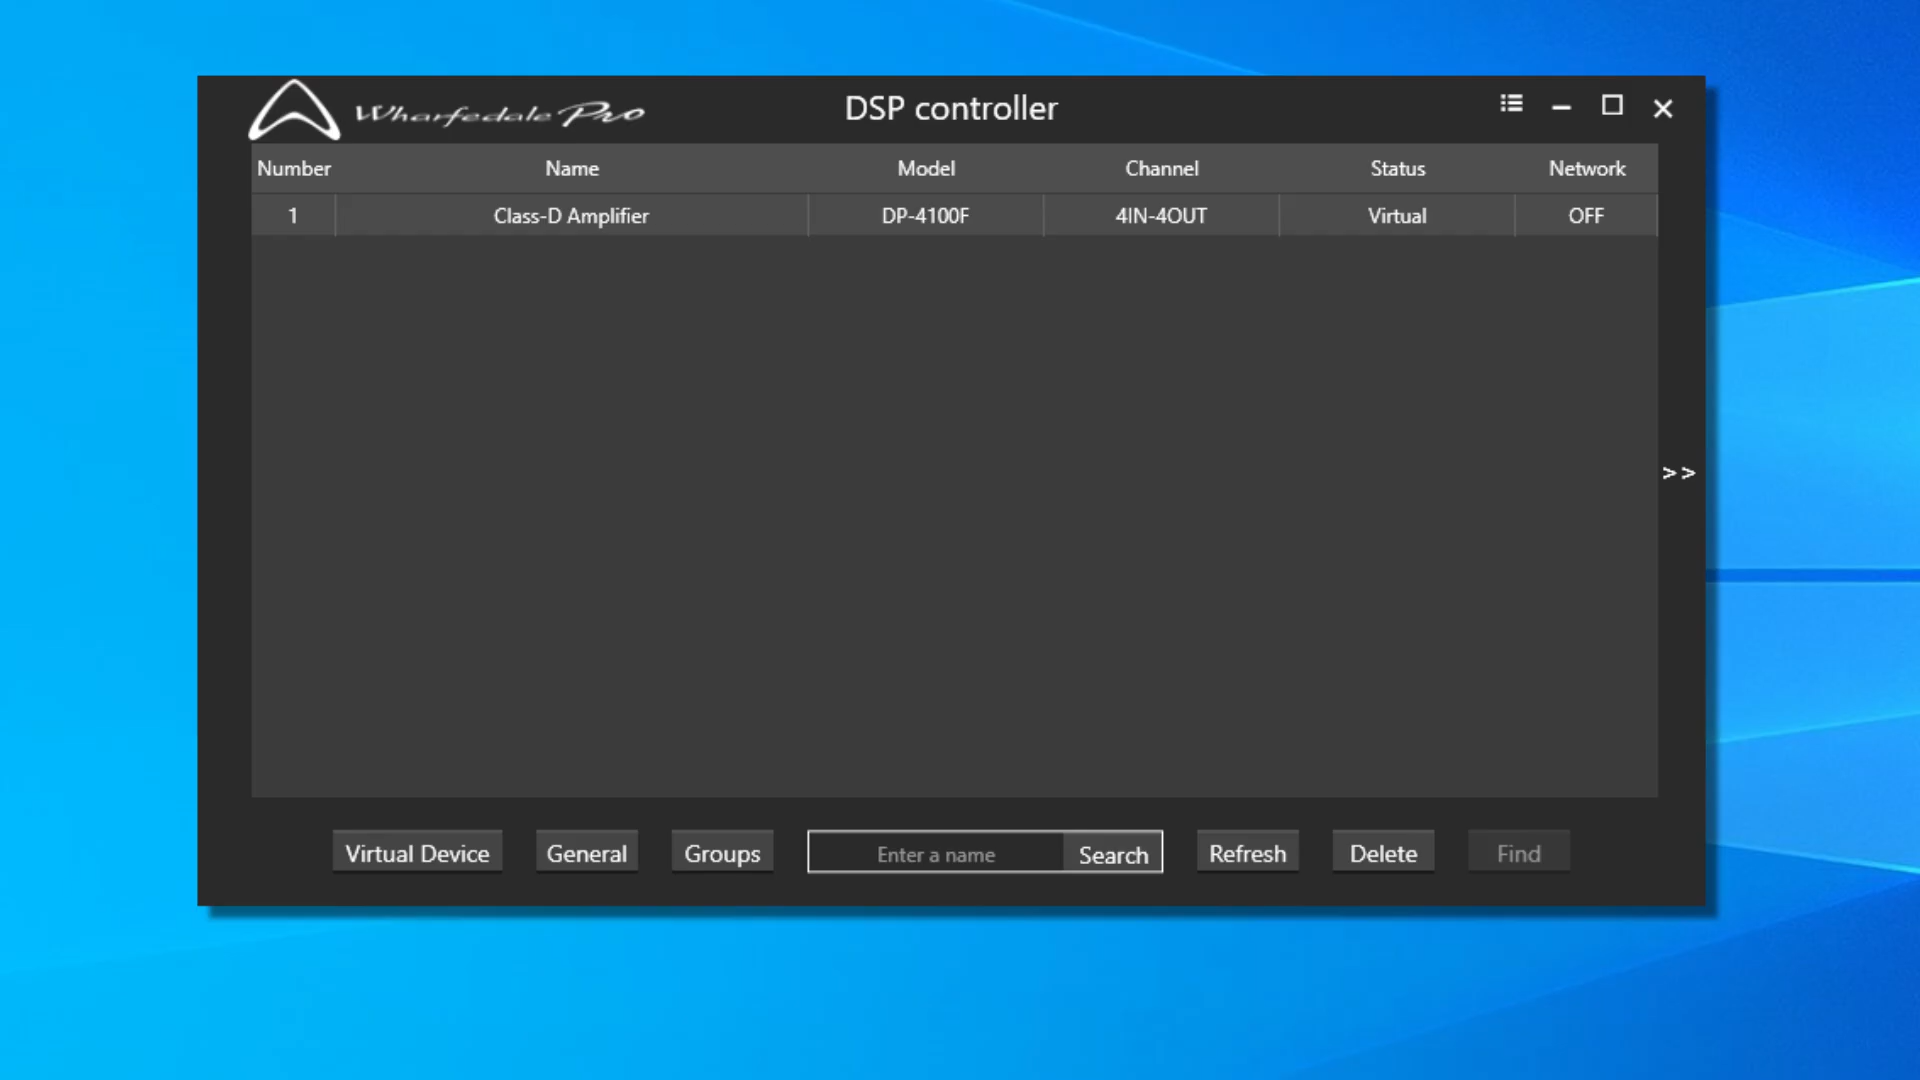 Wharfedale Pro
DSP controller
Number Name Model Channel Status Network
1 Class-D Amplifier DP-4100F 4IN-4OUT Virtual OFF
>>
Virtual Device General Groups Enter a name Search Refresh Delete Find